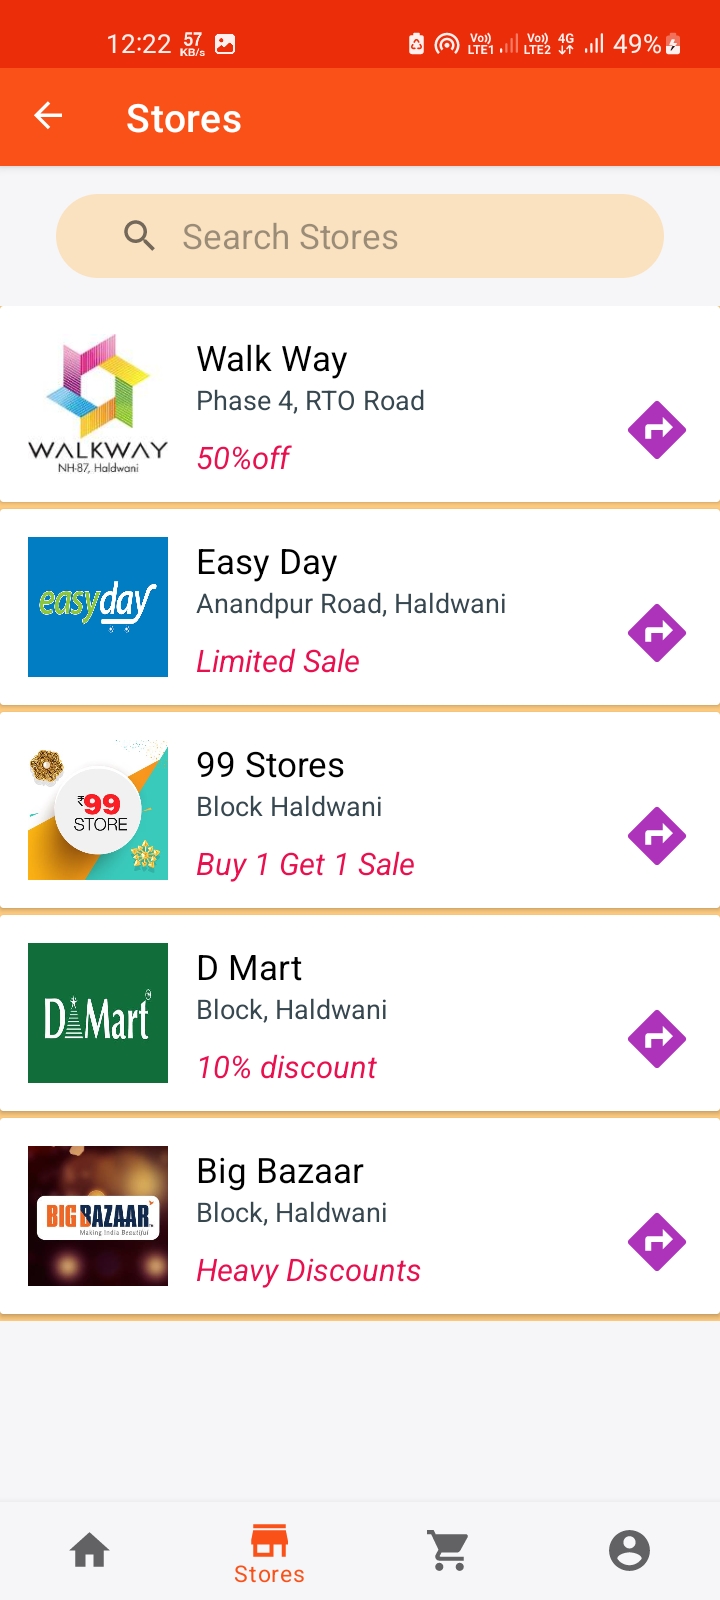 12:22 57 KB/s Vo)) LTE1 Vo)) LTE2 4G 49%
Stores
Search Stores
WALKWAY
NH-87, Haldwani
Walk Way
Phase 4, RTO Road
50%off
easyday
Easy Day
Anandpur Road, Haldwani
Limited Sale
₹99
STORE
99 Stores
Block Haldwani
Buy 1 Get 1 Sale
D Mart
D Mart
Block, Haldwani
10% discount
BIG BAZAAR
Making India Beautiful
Big Bazaar
Block, Haldwani
Heavy Discounts
Stores